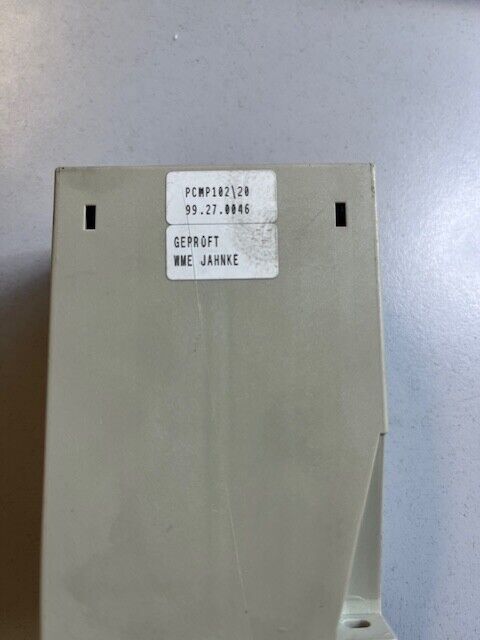 PCMP102\20
99.27.0046
GEPRÜFT
WME JAHNKE